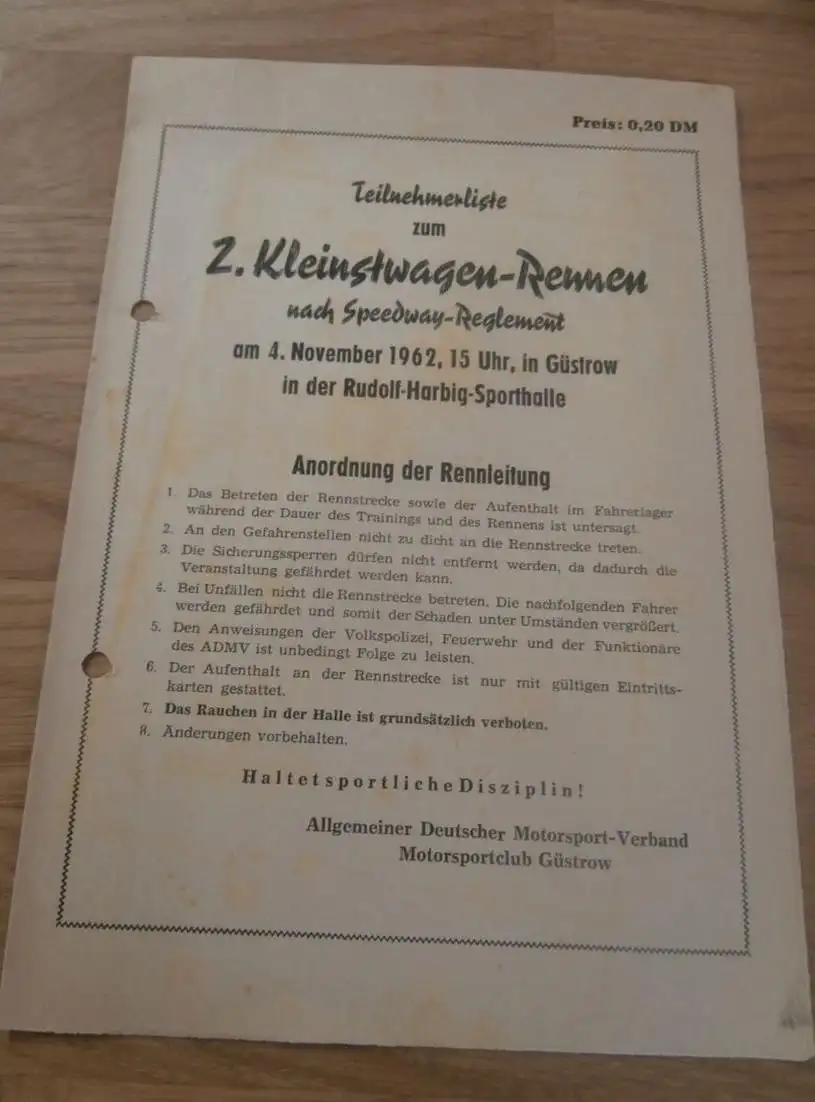 Preis: 0,20 DM
Teilnehmerliste
zum
2. Kleinstwagen-Rennen
nach Speedway-Reglement
am 4. November 1962, 15 Uhr, in Güstrow
in der Rudolf-Harbig-Sporthalle
Anordnung der Rennleitung
1. Das Betreten der Rennstrecke sowie der Aufenthalt im Fahrerlager
während der Dauer des Trainings und des Rennens ist untersagt.
2. An den Gefahrenstellen nicht zu dicht an die Rennstrecke treten.
3. Die Sicherungssperren dürfen nicht entfernt werden, da dadurch die
Veranstaltung gefährdet werden kann.
4. Bei Unfällen nicht die Rennstrecke betreten. Die nachfolgenden Fahrer
werden gefährdet und somit der Schaden unter Umständen vergrößert.
5. Den Anweisungen der Volkspolizei, Feuerwehr und der Funktionäre
des ADMV ist unbedingt Folge zu leisten.
6. Der Aufenthalt an der Rennstrecke ist nur mit gültigen Eintritts-
karten gestattet.
7. Das Rauchen in der Halle ist grundsätzlich verboten.
8. Änderungen vorbehalten.
Haltet sportliche Disziplin!
Allgemeiner Deutscher Motorsport-Verband
Motorsportclub Güstrow